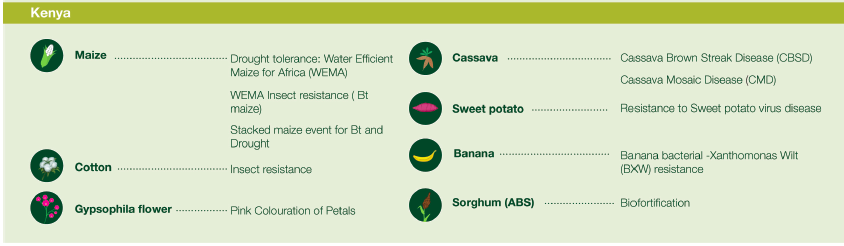 Kenya
Maize
Drought tolerance: Water Efficient
Maize for Africa (WEMA)
WEMA Insect resistance ( Bt
maize)
Stacked maize event for Bt and
Drought
Cotton
Insect resistance
Gypsophila flower
Pink Colouration of Petals
Cassava
Cassava Brown Streak Disease (CBSD)
Cassava Mosaic Disease (CMD)
Sweet potato
Resistance to Sweet potato virus disease
Banana
Banana bacterial -Xanthomonas Wilt
(BXW) resistance
Sorghum (ABS)
Biofortification